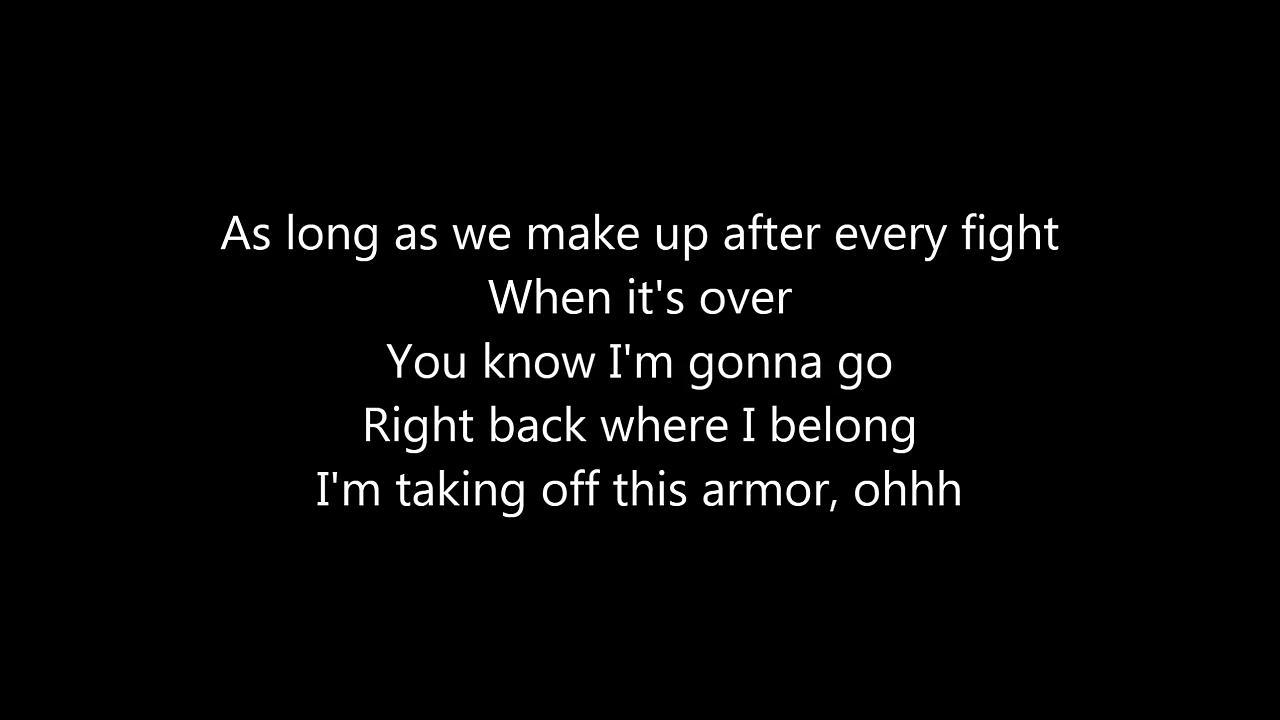 As long as we make up after every fight
When it's over
You know I'm gonna go
Right back where I belong
I'm taking off this armor, ohhh